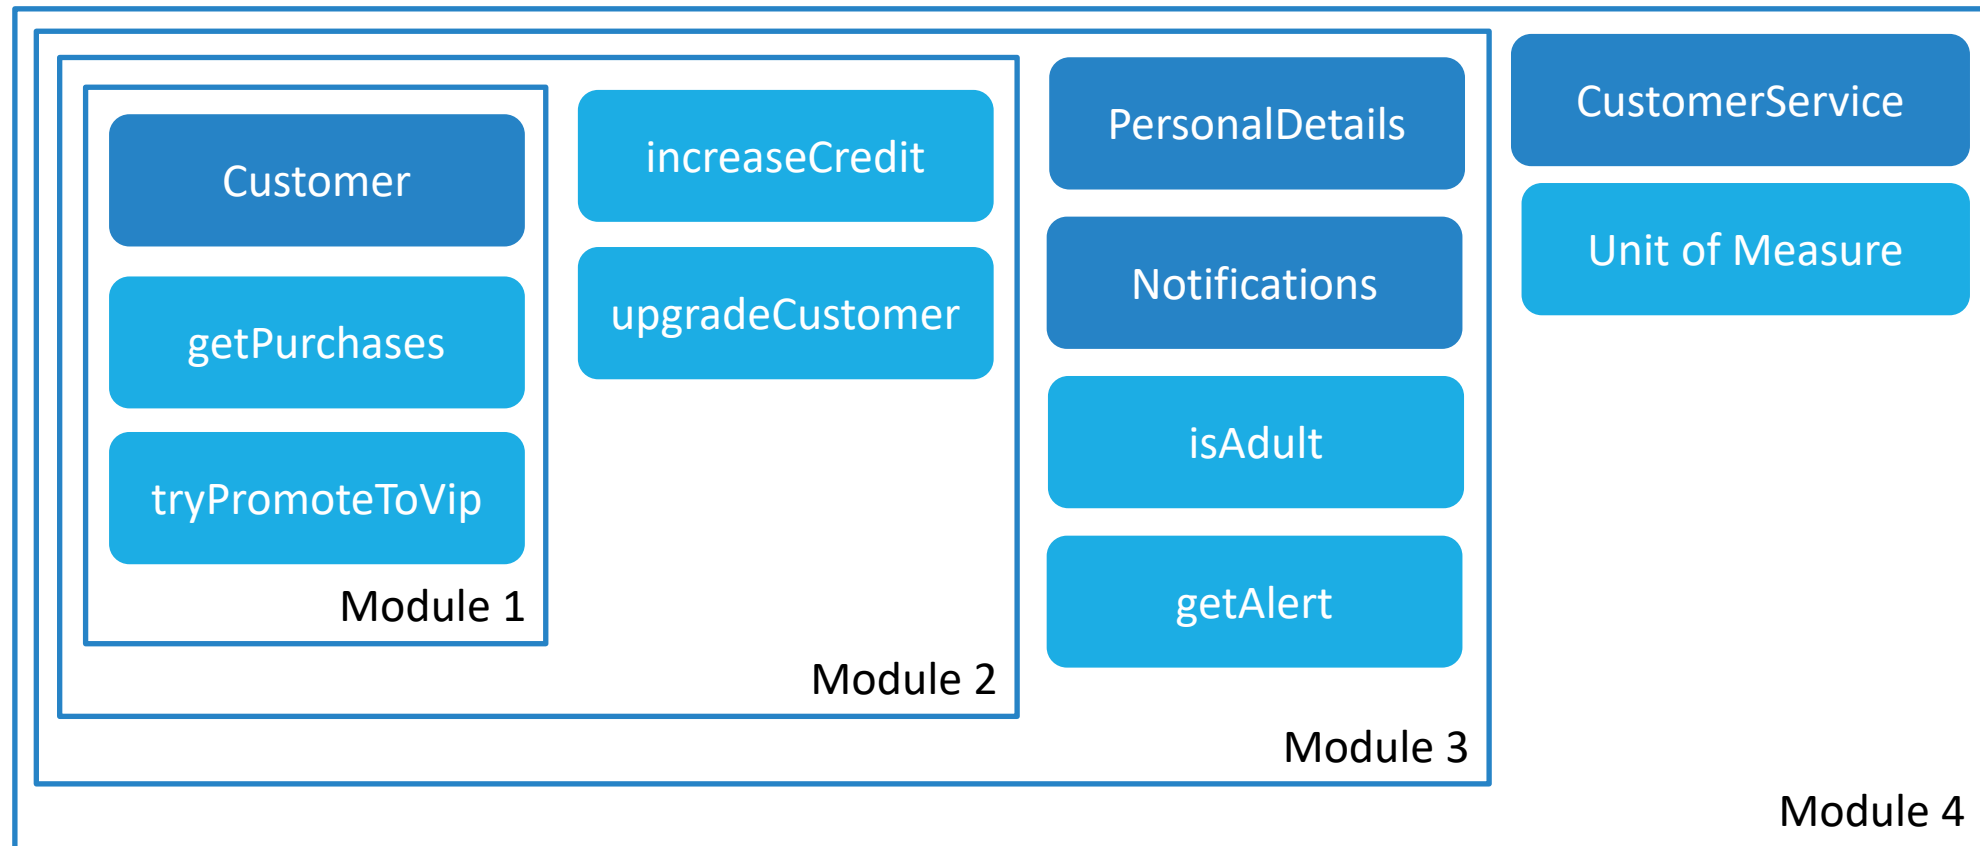 Customer
getPurchases
tryPromoteToVip
Module 1
increaseCredit
upgradeCustomer
Module 2
PersonalDetails
Notifications
isAdult
getAlert
Module 3
CustomerService
Unit of Measure
Module 4